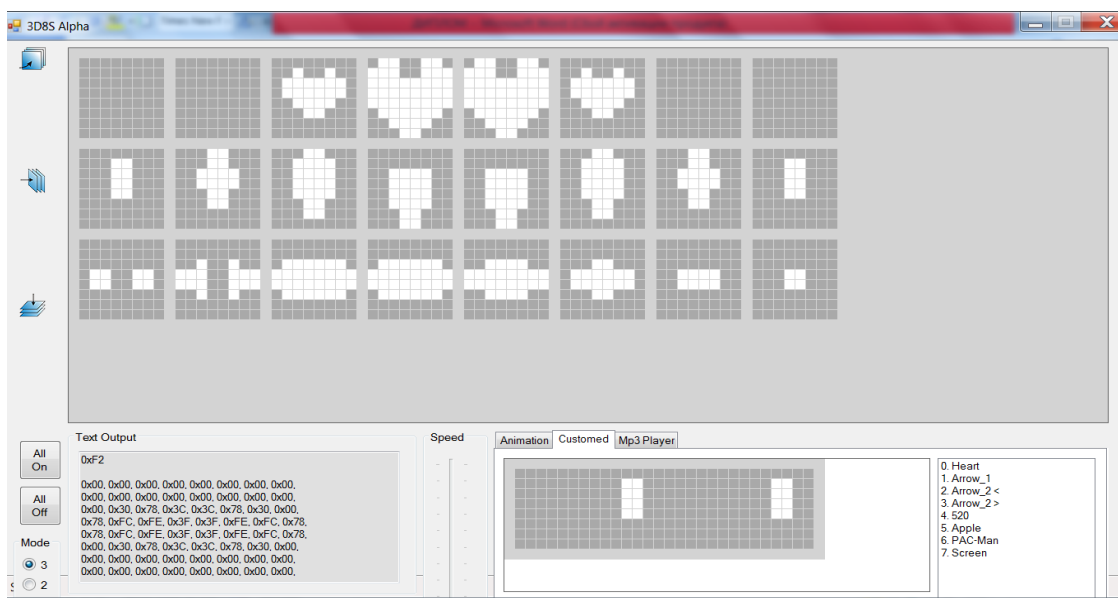 3D8S Alpha
Text Output
Speed
Animation
Customed
Mp3 Player
All
On
All
Off
Mode
3
2
0xF2
0x00, 0x00, 0x00, 0x00, 0x00, 0x00, 0x00, 0x00,
0x00, 0x00, 0x00, 0x00, 0x00, 0x00, 0x00, 0x00,
0x00, 0x30, 0x78, 0x3C, 0x3C, 0x78, 0x30, 0x00,
0x78, 0xFC, 0xFE, 0x3F, 0x3F, 0xFE, 0xFC, 0x78,
0x78, 0xFC, 0xFE, 0x3F, 0x3F, 0xFE, 0xFC, 0x78,
0x00, 0x30, 0x78, 0x3C, 0x3C, 0x78, 0x30, 0x00,
0x00, 0x00, 0x00, 0x00, 0x00, 0x00, 0x00, 0x00,
0x00, 0x00, 0x00, 0x00, 0x00, 0x00, 0x00, 0x00,
0. Heart
1. Arrow_1
2. Arrow_2 <
3. Arrow_2 >
4. 520
5. Apple
6. PAC-Man
7. Screen